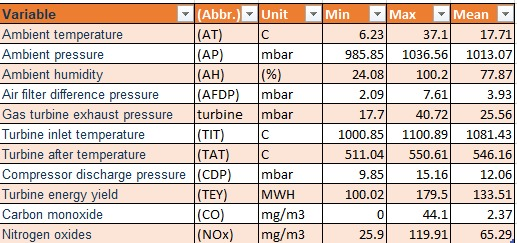 Variable (Abbr.) Unit Min Max Mean
Ambient temperature (AT) C 6.23 37.1 17.71
Ambient pressure (AP) mbar 985.85 1036.56 1013.07
Ambient humidity (AH) (%) 24.08 100.2 77.87
Air filter difference pressure (AFDP) mbar 2.09 7.61 3.93
Gas turbine exhaust pressure turbine mbar 17.7 40.72 25.56
Turbine inlet temperature (TIT) C 1000.85 1100.89 1081.43
Turbine after temperature (TAT) C 511.04 550.61 546.16
Compressor discharge pressure (CDP) mbar 9.85 15.16 12.06
Turbine energy yield (TEY) MWH 100.02 179.5 133.51
Carbon monoxide (CO) mg/m3 0 44.1 2.37
Nitrogen oxides (NOx) mg/m3 25.9 119.91 65.29